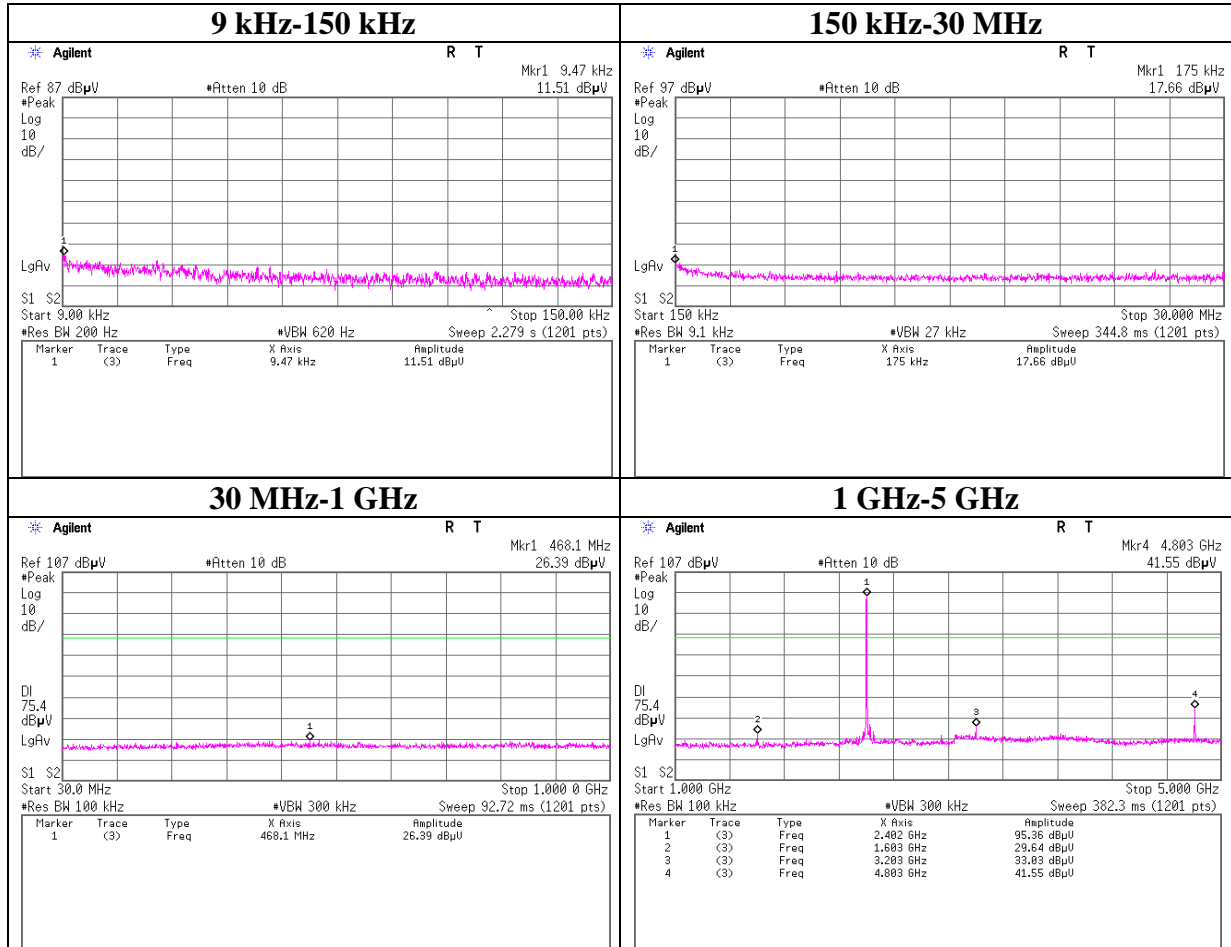 9 kHz-150 kHz
Agilent
R T
Mkr1 9.47 kHz
Ref 87 dBµV
#Atten 10 dB
11.51 dBµV
#Peak
Log
10
dB/
1
LgAv
S1 S2
Start 9.00 kHz
^ Stop 150.00 kHz
#Res BW 200 Hz
#VBW 620 Hz
Sweep 2.279 s (1201 pts)
Marker Trace Type X Axis Amplitude
1 (3) Freq 9.47 kHz 11.51 dBµV
150 kHz-30 MHz
Agilent
R T
Mkr1 175 kHz
Ref 97 dBµV
#Atten 10 dB
17.66 dBµV
#Peak
Log
10
dB/
1
LgAv
S1 S2
Start 150 kHz
Stop 30.000 MHz
#Res BW 9.1 kHz
#VBW 27 kHz
Sweep 344.8 ms (1201 pts)
Marker Trace Type X Axis Amplitude
1 (3) Freq 175 kHz 17.66 dBµV
30 MHz-1 GHz
Agilent
R T
Mkr1 468.1 MHz
Ref 107 dBµV
#Atten 10 dB
26.39 dBµV
#Peak
Log
10
dB/
DI
75.4
dBµV
1
LgAv
S1 S2
Start 30.0 MHz
Stop 1.000 0 GHz
#Res BW 100 kHz
#VBW 300 kHz
Sweep 92.72 ms (1201 pts)
Marker Trace Type X Axis Amplitude
1 (3) Freq 468.1 MHz 26.39 dBµV
1 GHz-5 GHz
Agilent
R T
Mkr4 4.803 GHz
Ref 107 dBµV
#Atten 10 dB
41.55 dBµV
#Peak
Log
10
dB/
1
DI
75.4
dBµV
4
3
2
LgAv
S1 S2
Start 1.000 GHz
Stop 5.000 GHz
#Res BW 100 kHz
#VBW 300 kHz
Sweep 382.3 ms (1201 pts)
Marker Trace Type X Axis Amplitude
1 (3) Freq 2.402 GHz 95.36 dBµV
2 (3) Freq 1.603 GHz 29.64 dBµV
3 (3) Freq 3.203 GHz 33.03 dBµV
4 (3) Freq 4.803 GHz 41.55 dBµV